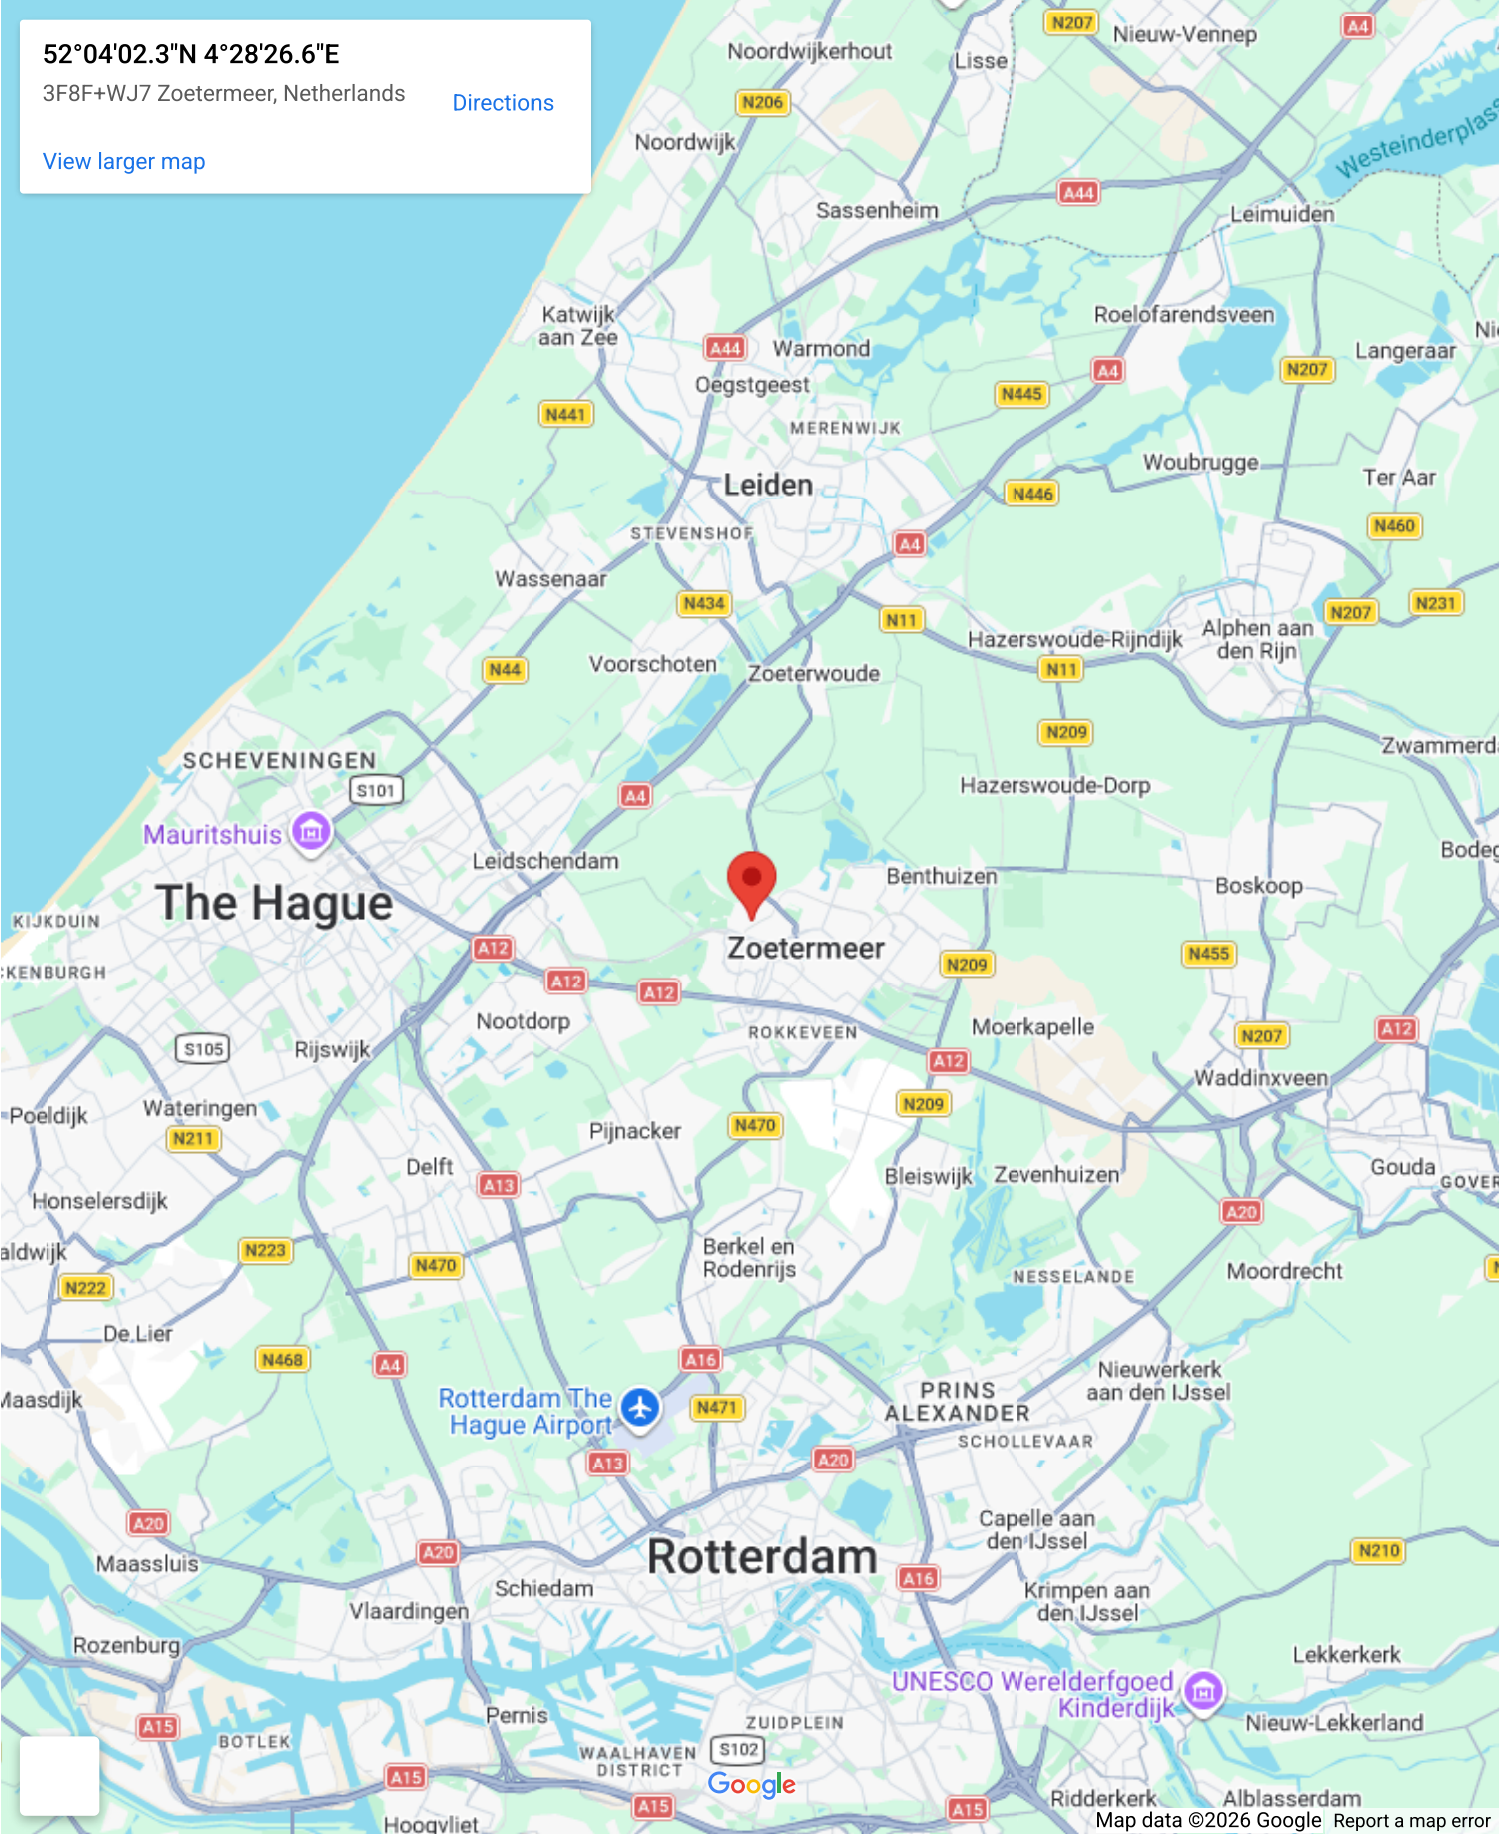 52°04'02.3"N 4°28'26.6"E
3F8F+WJ7 Zoetermeer, Netherlands
Directions
View larger map
N207
Nieuw-Vennep
A4
Noordwijkerhout
Lisse
N206
Noordwijk
Westeinderplass
A44
Sassenheim
Leimuiden
Katwijk
aan Zee
Roelofarendsveen
A44
Warmond
Langeraar
A4
N207
Oegstgeest
N445
N441
MERENWIJK
Woubrugge
Leiden
Ter Aar
N446
STEVENSHOF
N460
A4
Wassenaar
N434
N231
N207
N11
Alphen aan
den Rijn
Hazerswoude-Rijndijk
Voorschoten
N44
Zoeterwoude
N11
N209
Zwammerda
SCHEVENINGEN
S101
A4
Hazerswoude-Dorp
Mauritshuis
Leidschendam
Bodeg
Benthuizen
Boskoop
The Hague
KIJKDUIN
Zoetermeer
A12
N455
N209
CKENBURGH
A12
A12
Nootdorp
ROKKEVEEN
Moerkapelle
A12
N207
S105
Rijswijk
A12
Waddinxveen
Poeldijk
Wateringen
N209
N211
Pijnacker
N470
Delft
Bleiswijk
Zevenhuizen
Gouda
A13
GOVER
Honselersdijk
A20
aldwijk
N223
Berkel en
Rodenrijs
N470
NESSELANDE
Moordrecht
N222
De Lier
N468
A4
A16
Nieuwerkerk
aan den IJssel
Maasdijk
Rotterdam The
Hague Airport
N471
PRINS
ALEXANDER
SCHOLLEVAAR
A13
A20
A20
Capelle aan
den IJssel
Maassluis
A20
Rotterdam
N210
Schiedam
A16
Krimpen aan
den IJssel
Vlaardingen
Rozenburg
Lekkerkerk
UNESCO Werelderfgoed
Kinderdijk
Pernis
ZUIDPLEIN
Nieuw-Lekkerland
A15
BOTLEK
WAALHAVEN
DISTRICT
S102
A15
Google
Ridderkerk
Alblasserdam
A15
A15
Hoogvliet
Map data ©2026 Google
Report a map error